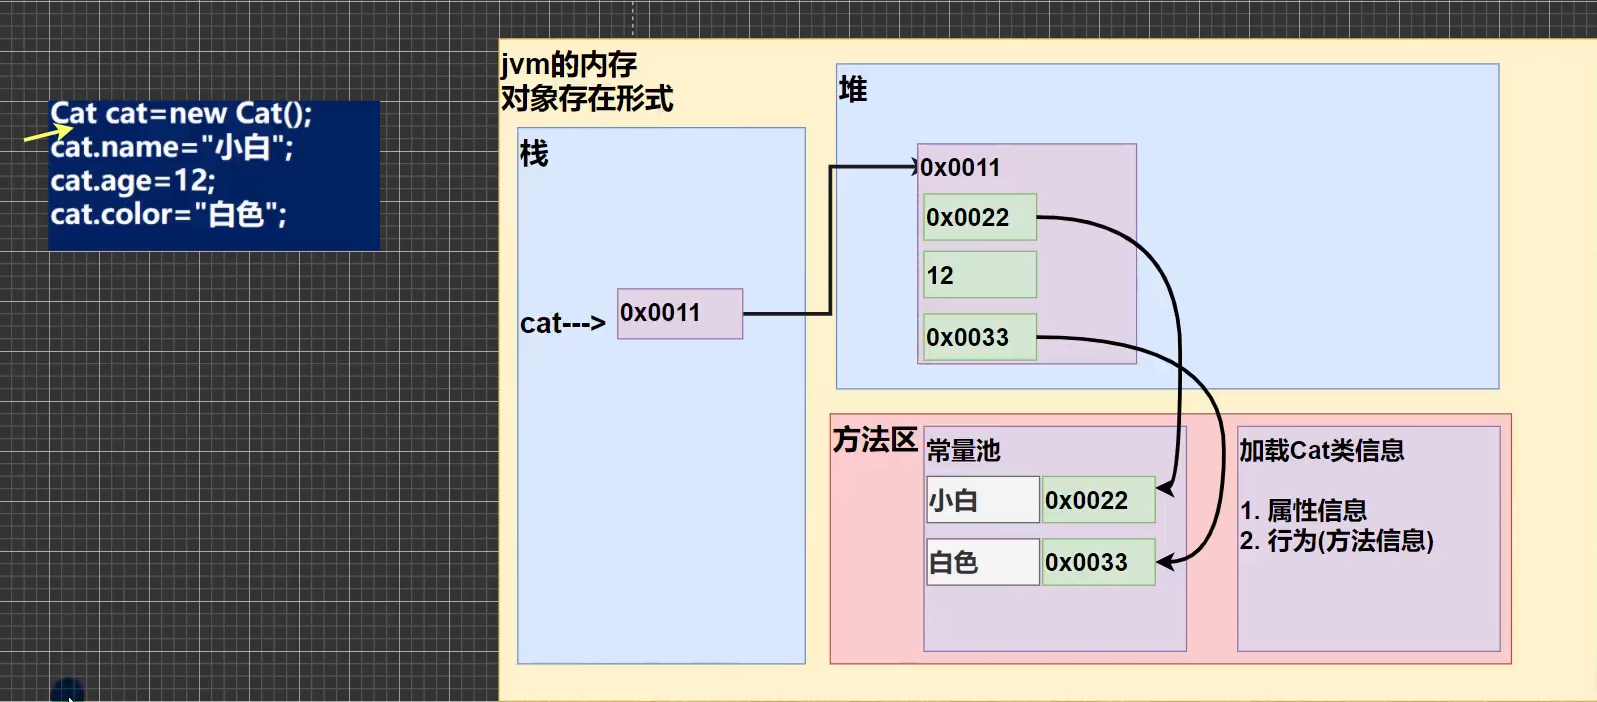 Cat cat=new Cat();
cat.name="小白";
cat.age=12;
cat.color="白色";
jvm的内存
对象存在形式
栈
cat--->
0x0011
堆
0x0011
0x0022
12
0x0033
方法区
常量池
小白
0x0022
白色
0x0033
加载Cat类信息
1. 属性信息
2. 行为(方法信息)